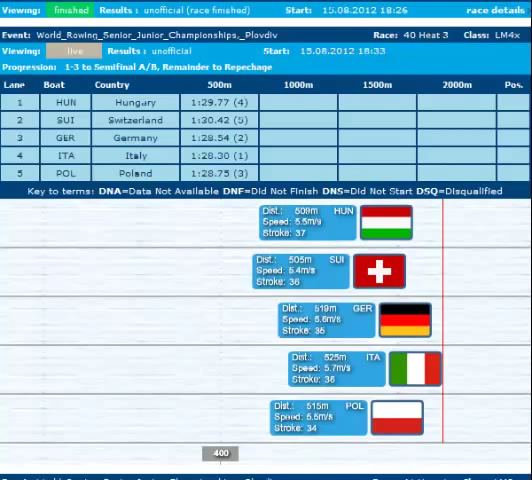 Viewing: finished Results : unofficial (race finished) Start: 15.08.2012 18:26 race details
Event: World_Rowing_Senior_Junior_Championships,_Plovdiv Race: 40 Heat 3 Class: LM4x
Viewing: live Results : unofficial Start: 15.08.2012 18:33
Progression: 1-3 to Semifinal A/B, Remainder to Repechage
Lane Boat Country 500m 1000m 1500m 2000m Pos.
1 HUN Hungary 1:29.77 (4)
2 SUI Switzerland 1:30.42 (5)
3 GER Germany 1:28.54 (2)
4 ITA Italy 1:28.30 (1)
5 POL Poland 1:28.75 (3)
Key to terms: DNA=Data Not Available DNF=Did Not Finish DNS=Did Not Start DSQ=Disqualified
Dist.: 509m HUN
Speed: 5.5m/s
Stroke: 37
Dist.: 505m SUI
Speed: 5.4m/s
Stroke: 36
Dist.: 519m GER
Speed: 5.6m/s
Stroke: 35
Dist.: 525m ITA
Speed: 5.7m/s
Stroke: 36
Dist.: 515m POL
Speed: 5.5m/s
Stroke: 34
400